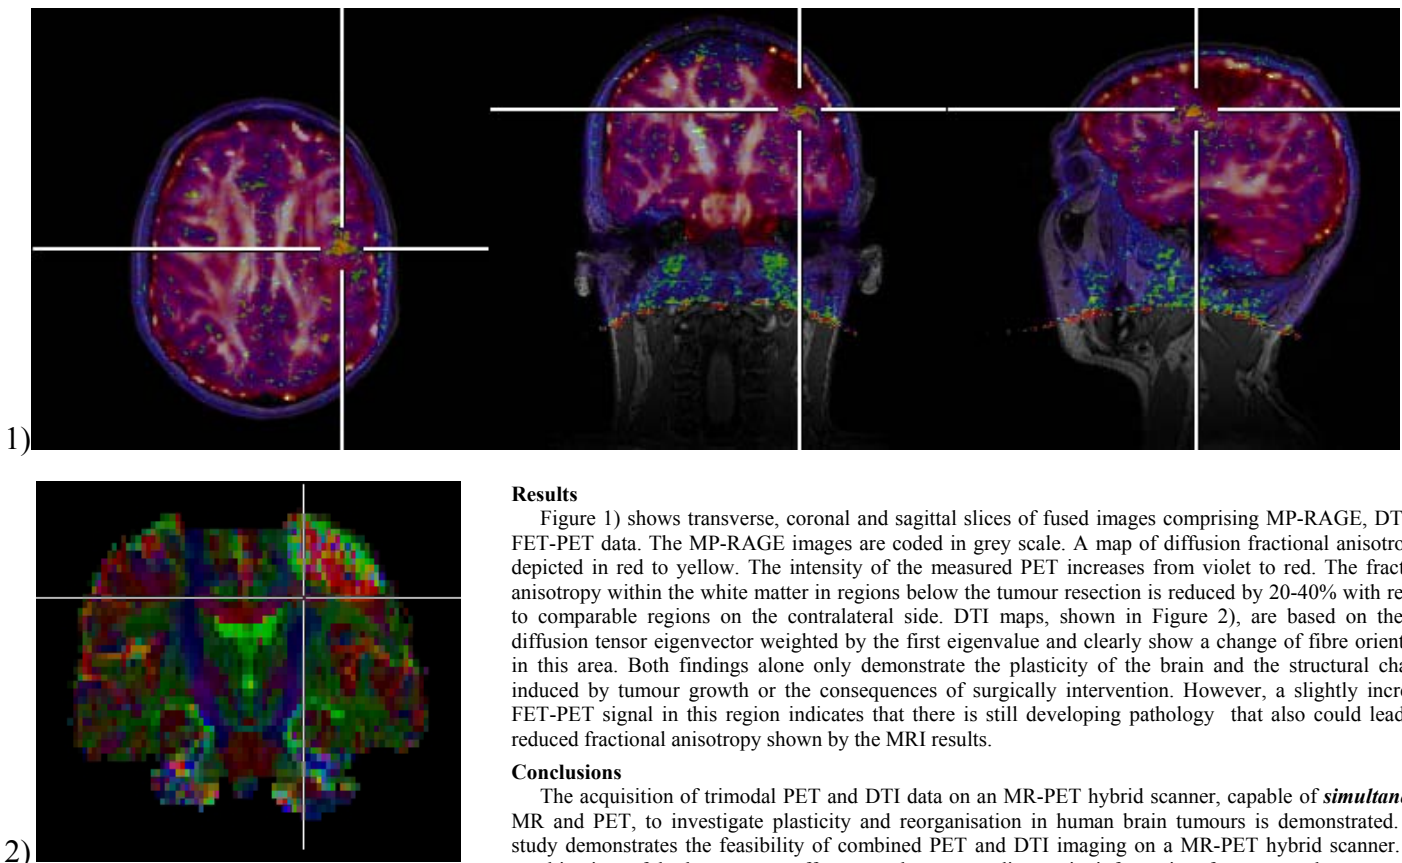 1)
2)
Results
Figure 1) shows transverse, coronal and sagittal slices of fused images comprising MP-RAGE,
FET-PET data. The MP-RAGE images are coded in grey scale. A map of diffusion fractional
depicted in red to yellow. The intensity of the measured PET increases from violet to red. The
anisotropy within the white matter in regions below the tumour resection is reduced by 20-40% with
to comparable regions on the contralateral side. DTI maps, shown in Figure 2), are based on the
diffusion tensor eigenvector weighted by the first eigenvalue and clearly show a change of fibre
in this area. Both findings alone only demonstrate the plasticity of the brain and the structural
induced by tumour growth or the consequences of surgically intervention. However, a slightly
FET-PET signal in this region indicates that there is still developing pathology that also could lead
reduced fractional anisotropy shown by the MRI results.
Conclusions
The acquisition of trimodal PET and DTI data on an MR-PET hybrid scanner, capable of
MR and PET, to investigate plasticity and reorganisation in human brain tumours is demonstrated.
study demonstrates the feasibility of combined PET and DTI imaging on a MR-PET hybrid scanner.